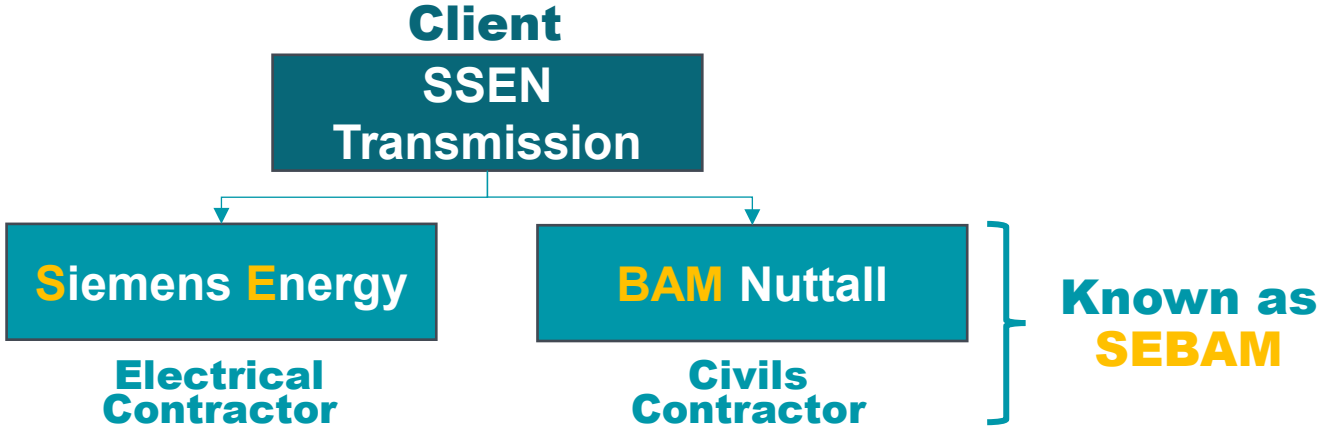 Client
SSEN
Transmission
Siemens Energy
BAM Nuttall
Known as
SEBAM
Electrical
Contractor
Civils
Contractor